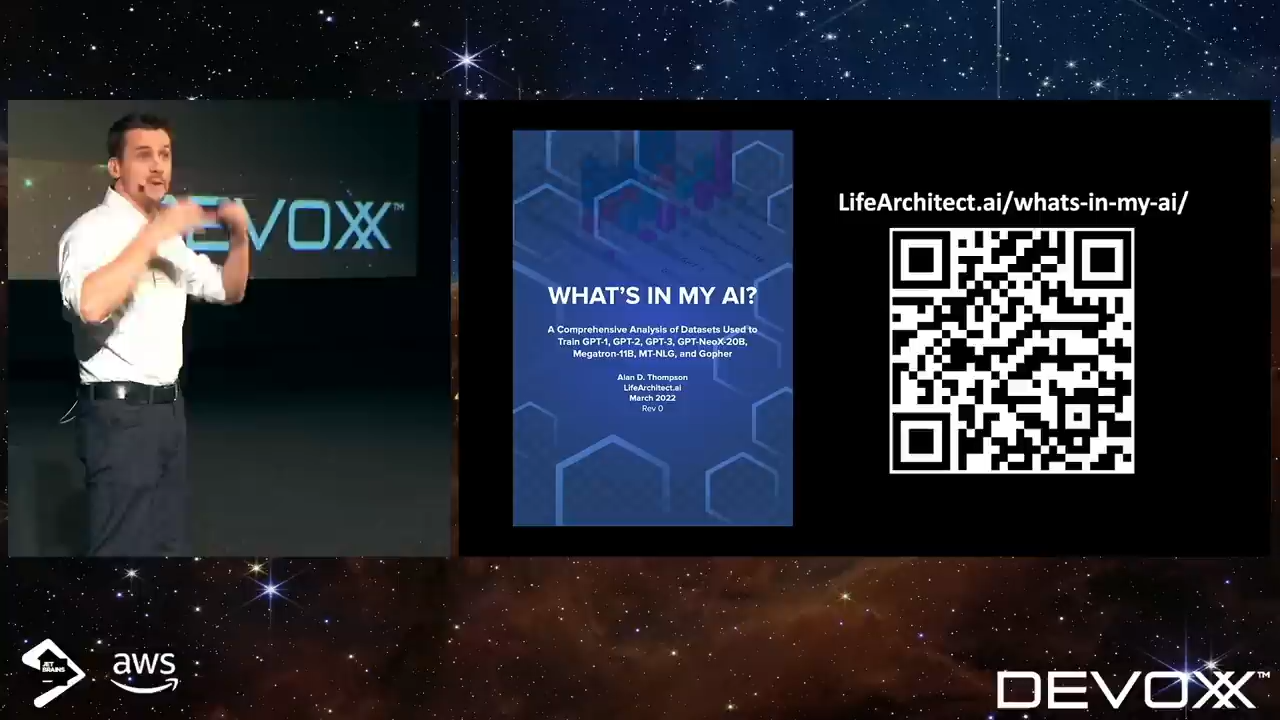 DEVOXX™
WHAT'S IN MY AI?
A Comprehensive Analysis of Datasets Used to
Train GPT-1, GPT-2, GPT-3, GPT-NeoX-20B,
Megatron-11B, MT-NLG, and Gopher
Alan D. Thompson
LifeArchitect.ai
March 2022
Rev 0
LifeArchitect.ai/whats-in-my-ai/
JET
BRAINS
aws
DEVOXX™